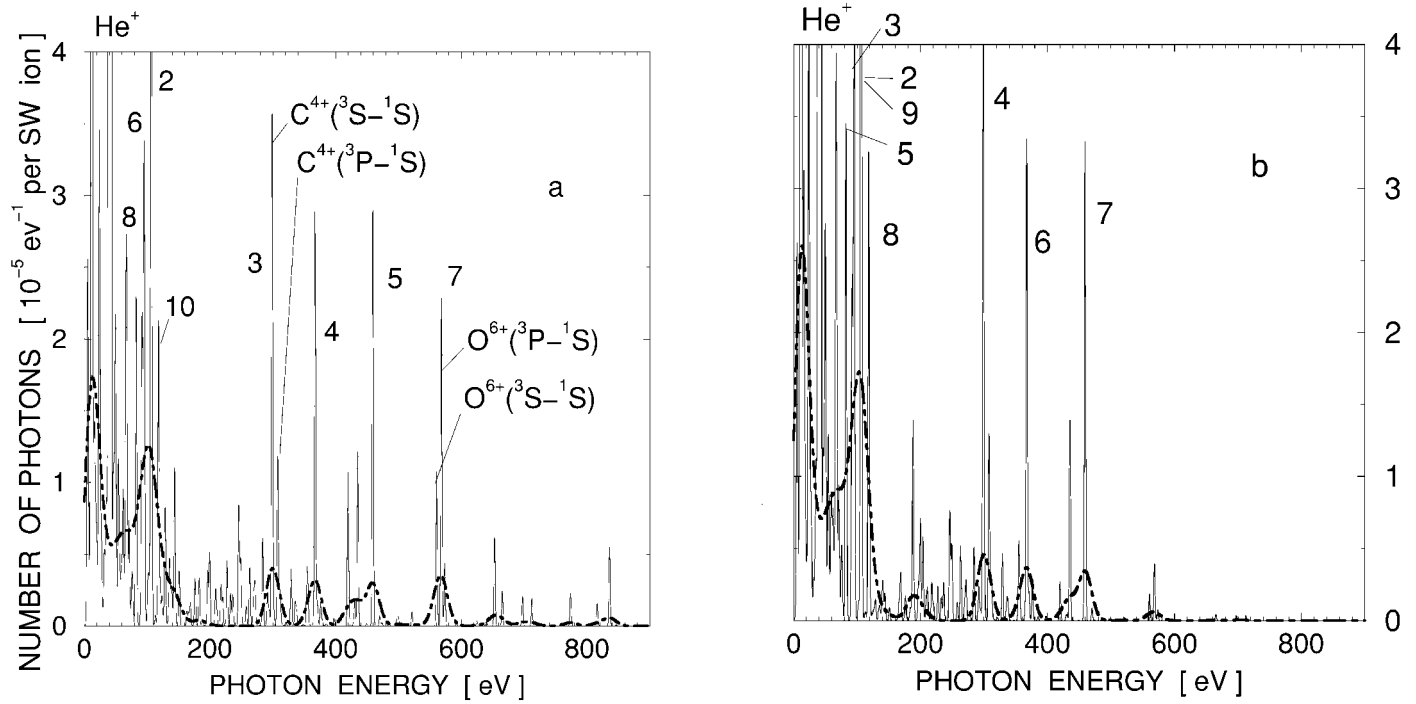 He⁺
NUMBER OF PHOTONS [ 10⁻⁵ ev⁻¹ per SW ion ]
4
3
2
1
0
2
6
8
10
3
C⁴⁺(³S–¹S)
C⁴⁺(³P–¹S)
a
4
5
7
O⁶⁺(³P–¹S)
O⁶⁺(³S–¹S)
0 200 400 600 800
PHOTON ENERGY [ eV ]
He⁺
3
2
9
5
8
4
6
7
b
4
3
2
1
0
0 200 400 600 800
PHOTON ENERGY [ eV ]